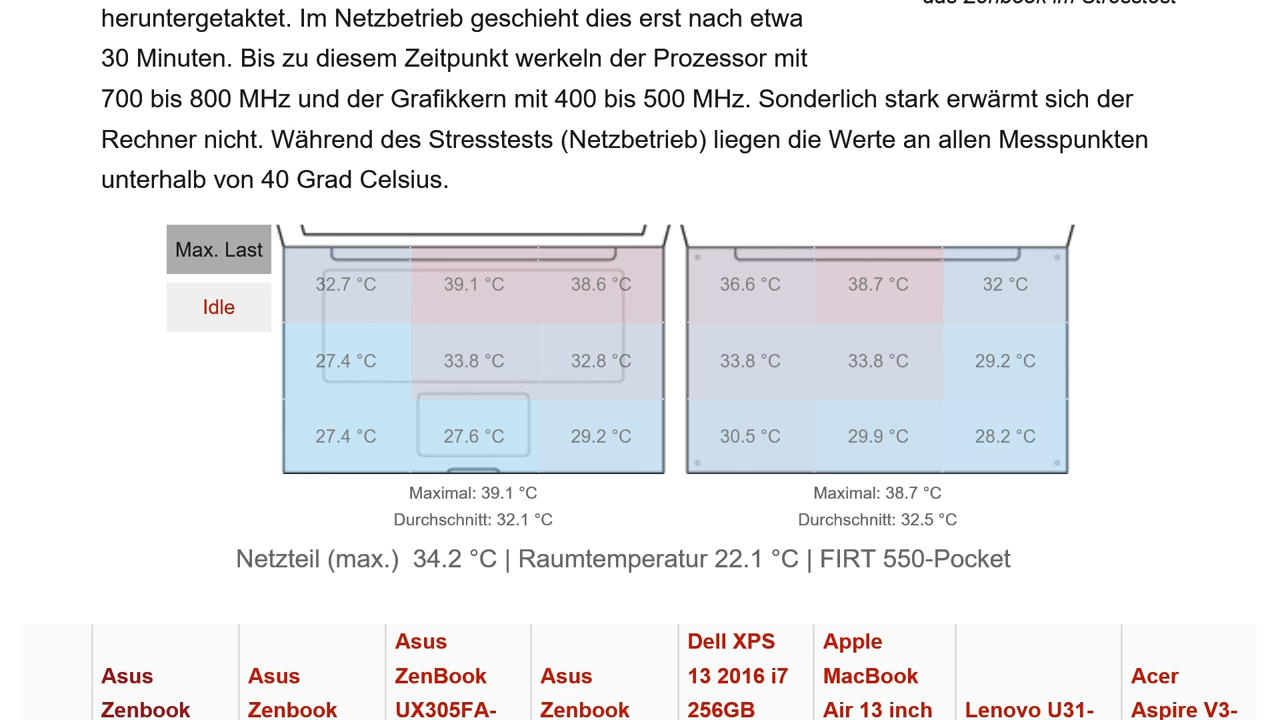 das Zenbook im Stresstest
heruntergetaktet. Im Netzbetrieb geschieht dies erst nach etwa
30 Minuten. Bis zu diesem Zeitpunkt werkeln der Prozessor mit
700 bis 800 MHz und der Grafikkern mit 400 bis 500 MHz. Sonderlich stark erwärmt sich der
Rechner nicht. Während des Stresstests (Netzbetrieb) liegen die Werte an allen Messpunkten
unterhalb von 40 Grad Celsius.
Max. Last
Idle
32.7 °C 39.1 °C 38.6 °C
27.4 °C 33.8 °C 32.8 °C
27.4 °C 27.6 °C 29.2 °C
Maximal: 39.1 °C
Durchschnitt: 32.1 °C
36.6 °C 38.7 °C 32 °C
33.8 °C 33.8 °C 29.2 °C
30.5 °C 29.9 °C 28.2 °C
Maximal: 38.7 °C
Durchschnitt: 32.5 °C
Netzteil (max.) 34.2 °C | Raumtemperatur 22.1 °C | FIRT 550-Pocket
Asus
Zenbook
Asus
Zenbook
Asus
ZenBook
UX305FA-
Asus
Zenbook
Dell XPS
13 2016 i7
256GB
Apple
MacBook
Air 13 inch
Lenovo U31-
Acer
Aspire V3-